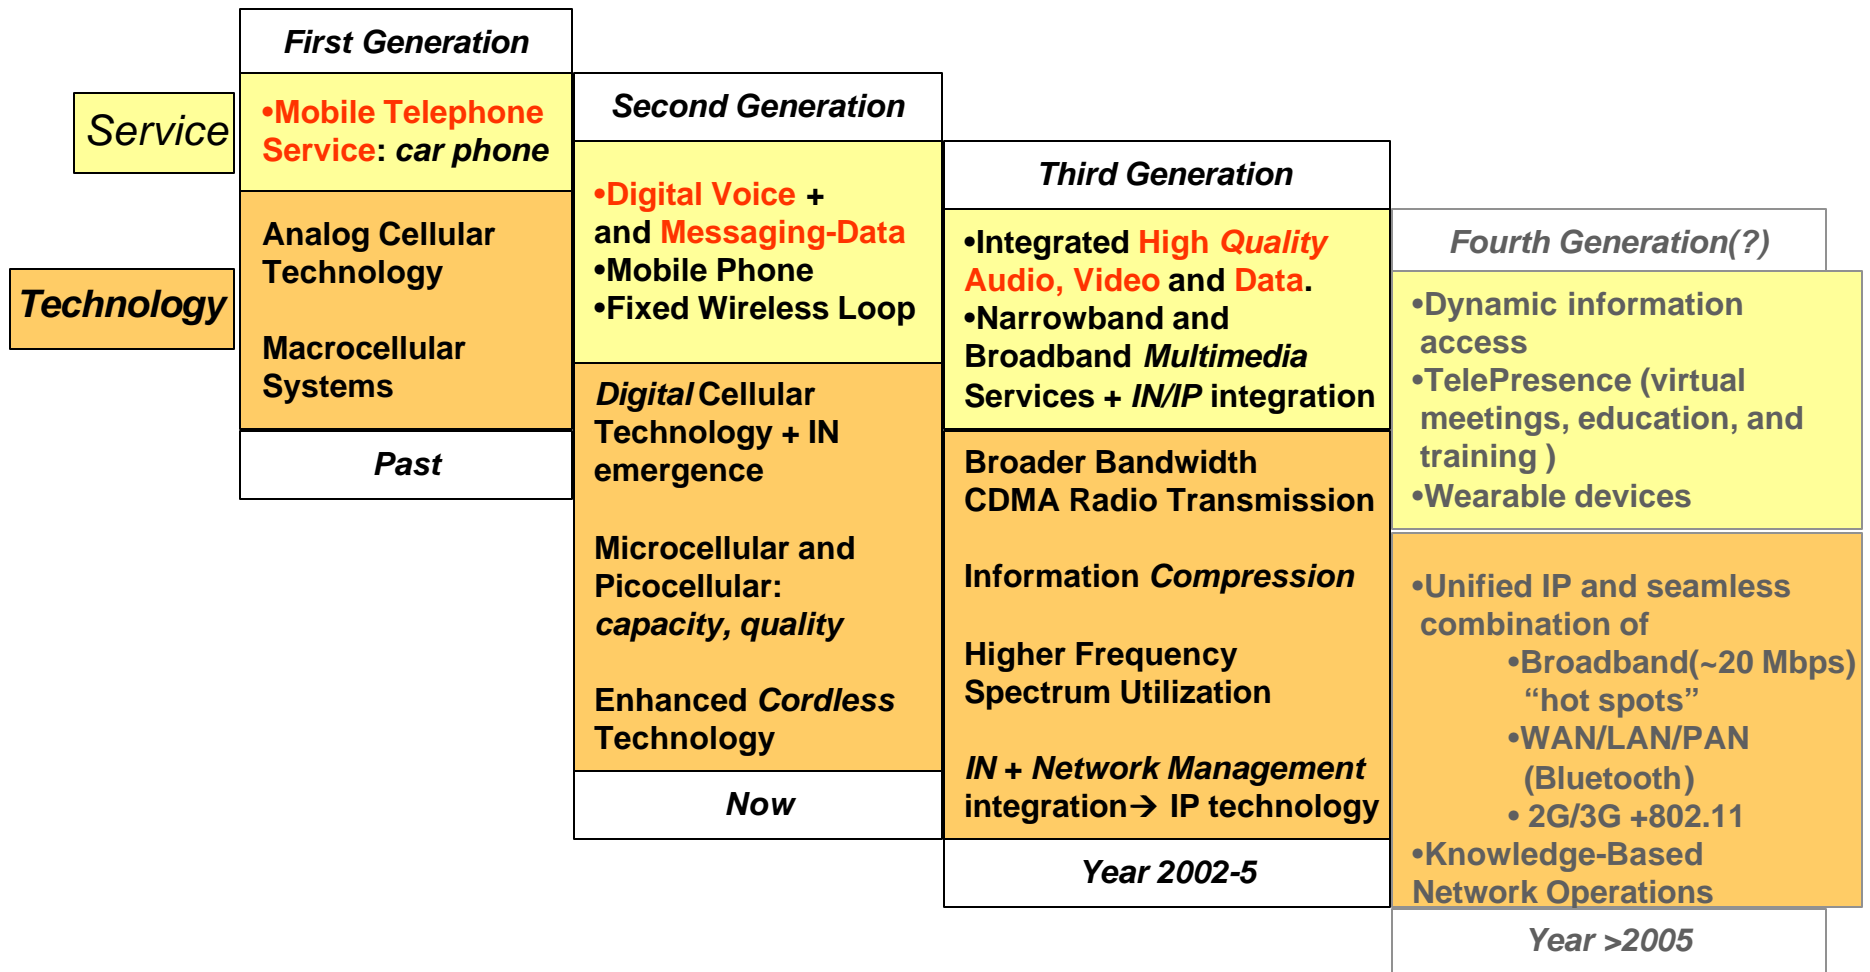 Service
Technology
First Generation
•Mobile Telephone
Service: car phone
Analog Cellular
Technology
Macrocellular
Systems
Past
Second Generation
•Digital Voice +
and Messaging-Data
•Mobile Phone
•Fixed Wireless Loop
Digital Cellular
Technology + IN
emergence
Microcellular and
Picocellular:
capacity, quality
Enhanced Cordless
Technology
Now
Third Generation
•Integrated High Quality
Audio, Video and Data.
•Narrowband and
Broadband Multimedia
Services + IN/IP integration
Broader Bandwidth
CDMA Radio Transmission
Information Compression
Higher Frequency
Spectrum Utilization
IN + Network Management
integration→ IP technology
Year 2002-5
Fourth Generation(?)
•Dynamic information
access
•TelePresence (virtual
meetings, education, and
training )
•Wearable devices
•Unified IP and seamless
combination of
•Broadband(~20 Mbps)
“hot spots”
•WAN/LAN/PAN
(Bluetooth)
• 2G/3G +802.11
•Knowledge-Based
Network Operations
Year >2005